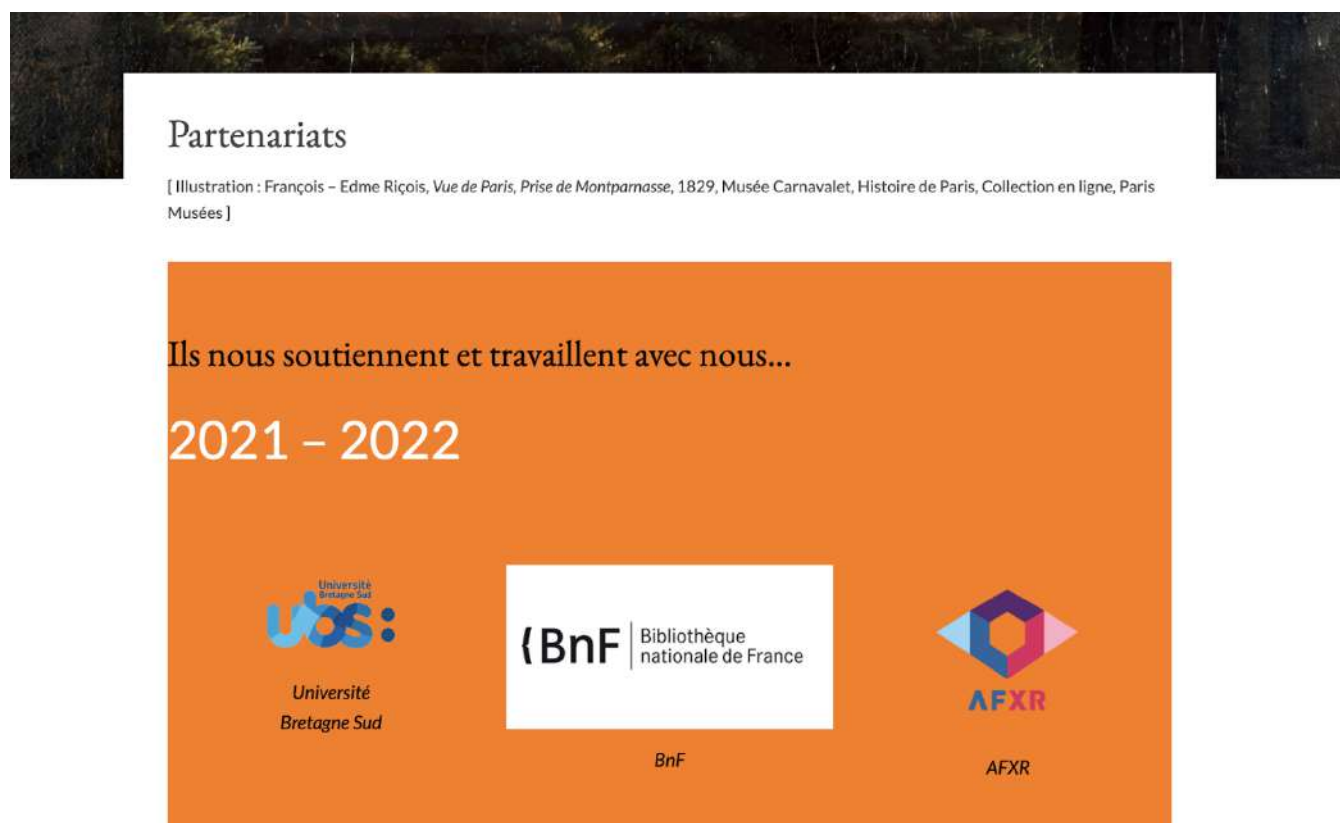 Partenariats
[ Illustration : François – Edme Riçois, Vue de Paris, Prise de Montparnasse, 1829, Musée Carnavalet, Histoire de Paris, Collection en ligne, Paris
Musées ]
Ils nous soutiennent et travaillent avec nous...
2021 – 2022
Université
Bretagne Sud
ubs:
Université
Bretagne Sud
{BnF Bibliothèque
nationale de France
BnF
AFXR
AFXR